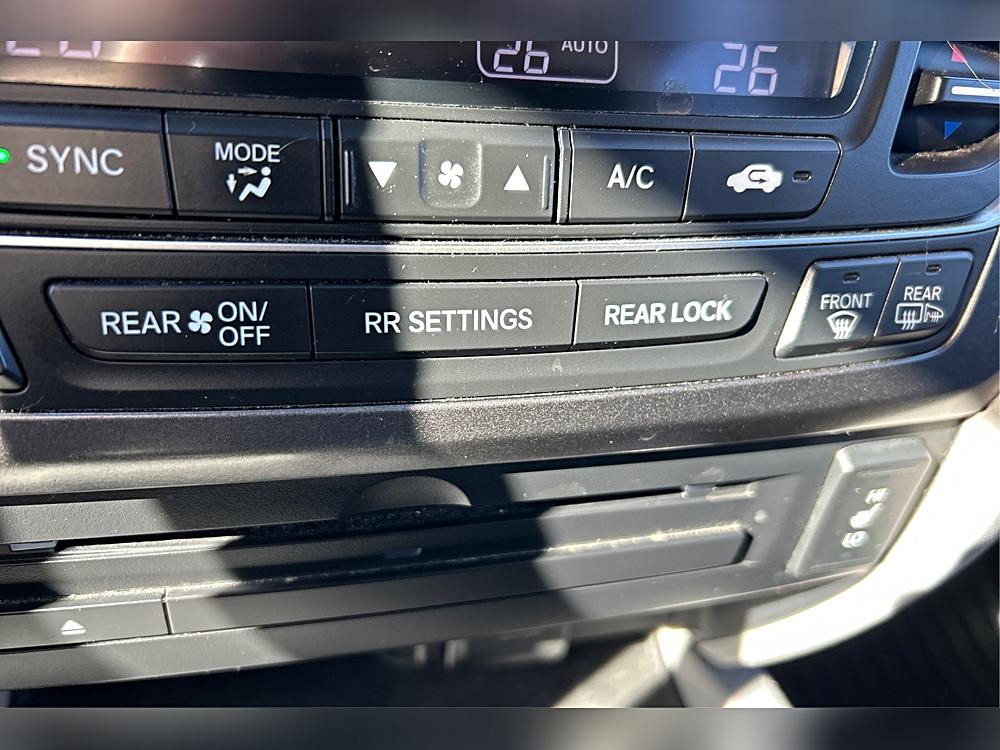 26 AUTO
26
SYNC
MODE
A/C
REAR ON/
OFF
RR SETTINGS
REAR LOCK
FRONT
REAR
HI
LO